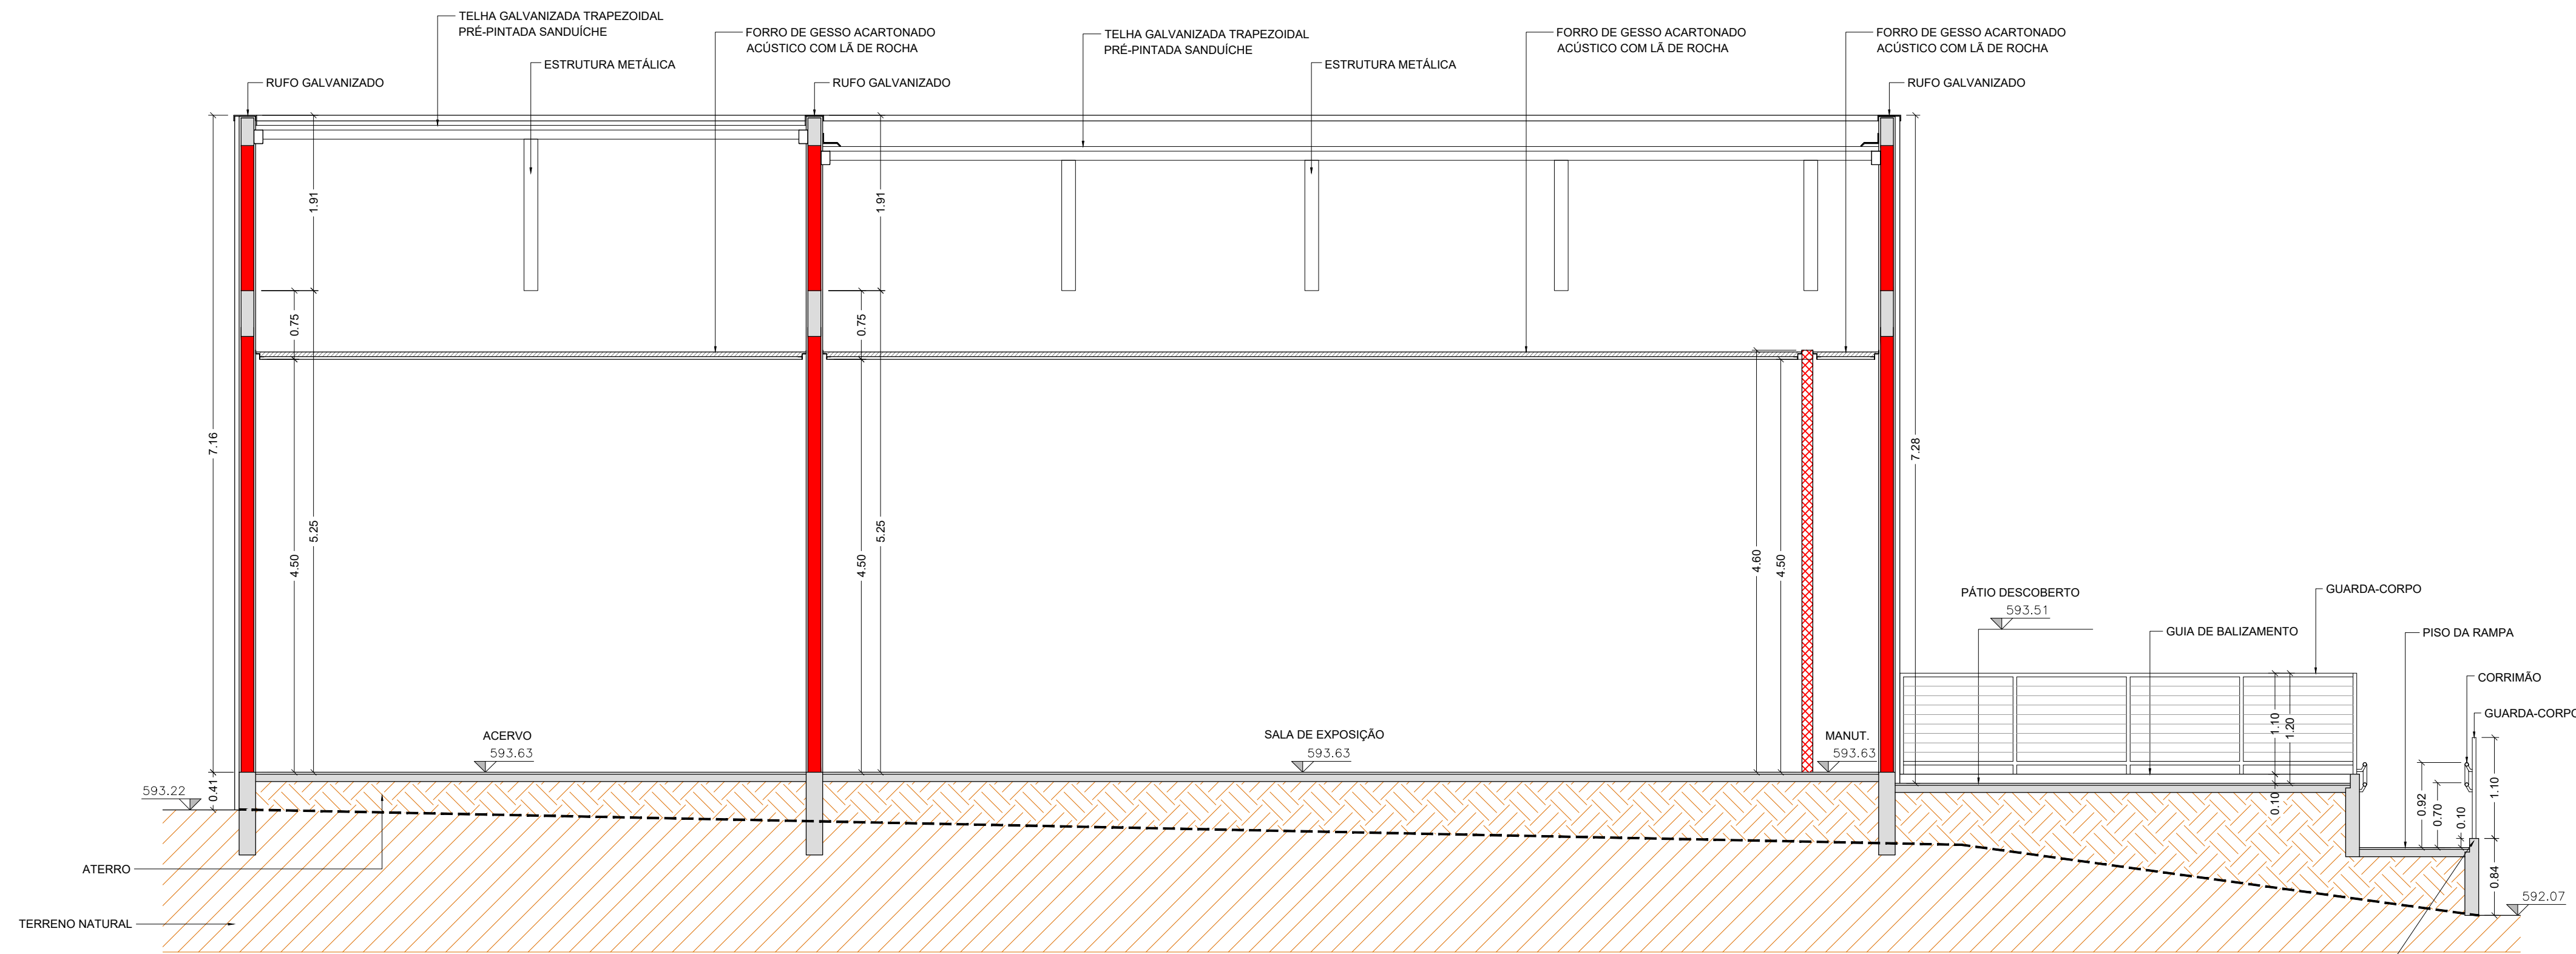 TELHA GALVANIZADA TRAPEZOIDAL
PRÉ-PINTADA SANDUÍCHE
FORRO DE GESSO ACARTONADO
ACÚSTICO COM LÃ DE ROCHA
TELHA GALVANIZADA TRAPEZOIDAL
PRÉ-PINTADA SANDUÍCHE
FORRO DE GESSO ACARTONADO
ACÚSTICO COM LÃ DE ROCHA
FORRO DE GESSO ACARTONADO
ACÚSTICO COM LÃ DE ROCHA
ESTRUTURA METÁLICA
ESTRUTURA METÁLICA
RUFO GALVANIZADO
RUFO GALVANIZADO
RUFO GALVANIZADO
1.91
1.91
0.75
0.75
7.16
7.28
5.25
5.25
4.50
4.50
4.60
4.50
PÁTIO DESCOBERTO
593.51
GUARDA-CORPO
GUIA DE BALIZAMENTO
PISO DA RAMPA
CORRIMÃO
GUARDA-CORPO
1.10
1.20
ACERVO
593.63
SALA DE EXPOSIÇÃO
593.63
MANUT.
593.63
593.22
0.41
0.10
0.92
0.70
0.10
1.10
0.84
592.07
ATERRO
TERRENO NATURAL